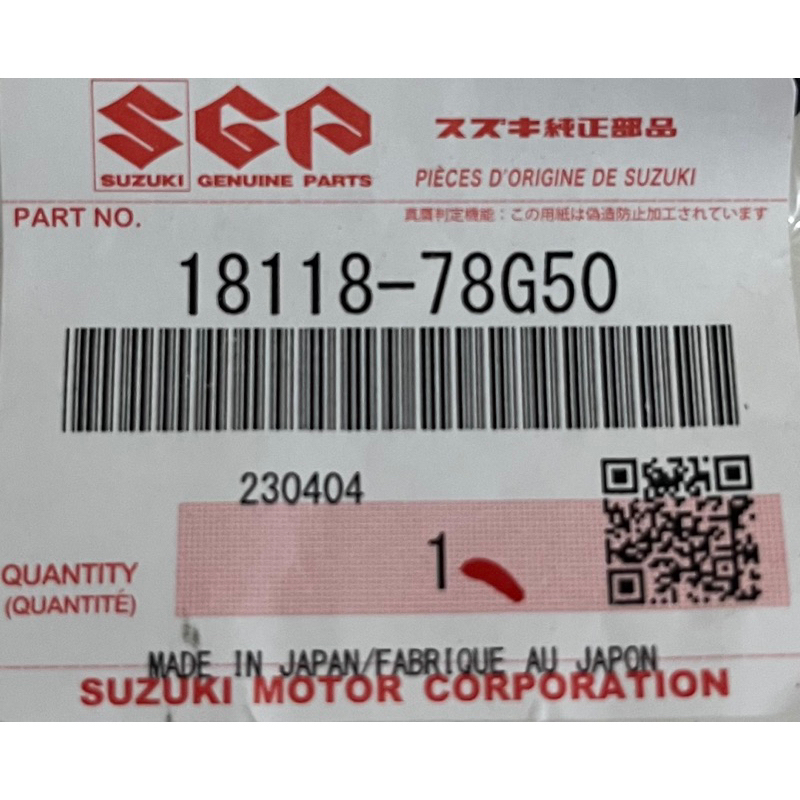 SGP
SUZUKI GENUINE PARTS
スズキ純正部品
PIÈCES D'ORIGINE DE SUZUKI
PART NO.
真贋判定機能：この用紙は偽造防止加工されています
18118-78G50
230404
1
QUANTITY
(QUANTITÉ)
MADE IN JAPAN/FABRIQUE AU JAPON
SUZUKI MOTOR CORPORATION